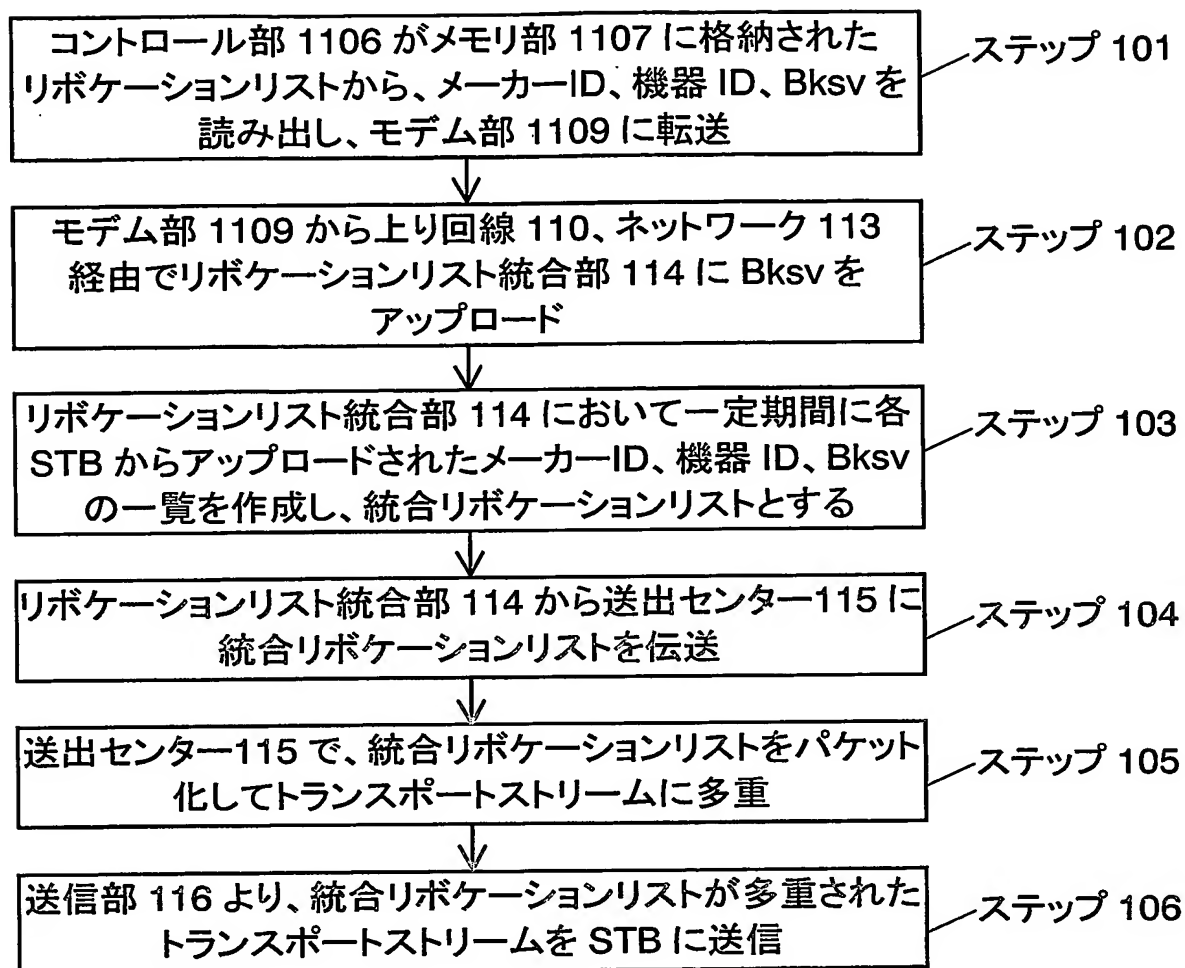 コントロール部 1106 がメモリ部 1107 に格納された
リボケーションリストから、メーカーID、機器 ID、Bksv を
読み出し、モデム部 1109 に転送
ステップ 101
モデム部 1109 から上り回線 110、ネットワーク 113
経由でリボケーションリスト統合部 114 に Bksv を
アップロード
ステップ 102
リボケーションリスト統合部 114 において一定期間に各
STB からアップロードされたメーカーID、機器 ID、Bksv
の一覧を作成し、統合リボケーションリストとする
ステップ 103
リボケーションリスト統合部 114 から送出センター115 に
統合リボケーションリストを伝送
ステップ 104
送出センター115 で、統合リボケーションリストをパケット
化してトランスポートストリームに多重
ステップ 105
送信部 116 より、統合リボケーションリストが多重された
トランスポートストリームを STB に送信
ステップ 106